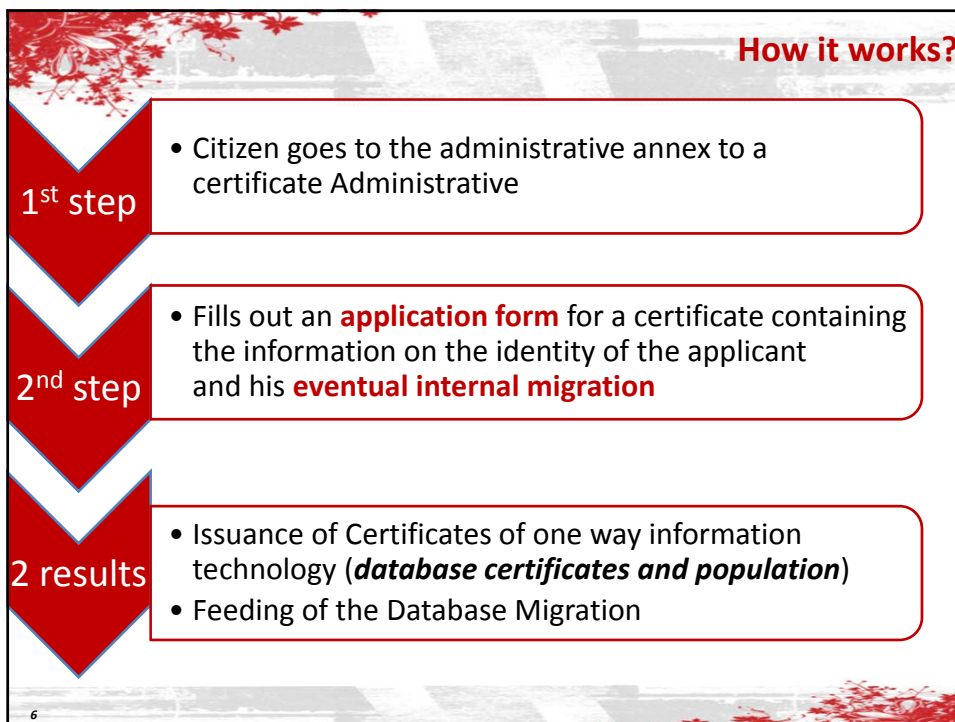 How it works?
1st step
• Citizen goes to the administrative annex to a
certificate Administrative
2nd step
• Fills out an application form for a certificate containing
the information on the identity of the applicant
and his eventual internal migration
2 results
• Issuance of Certificates of one way information
technology (database certificates and population)
• Feeding of the Database Migration
6